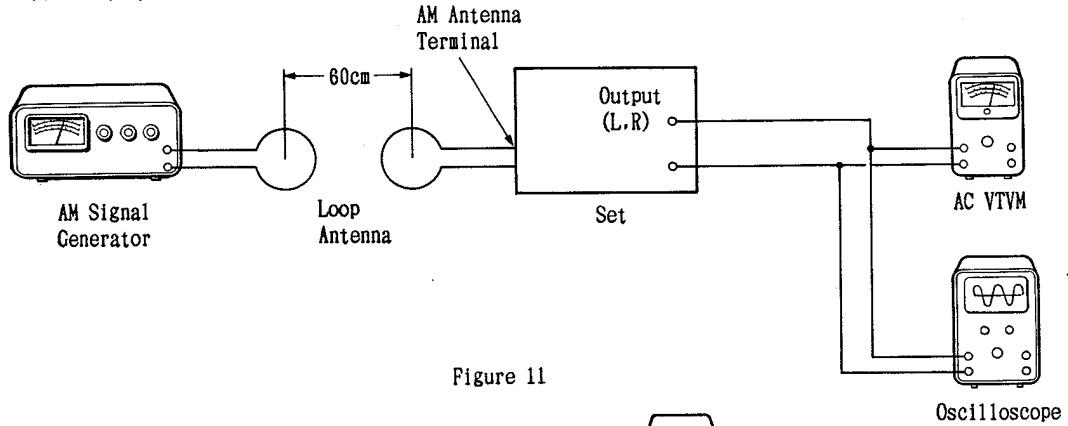 AM Antenna
Terminal
60cm
Output
(L,R)
AM Signal
Generator
Loop
Antenna
Set
AC VTVM
Figure 11
Oscilloscope